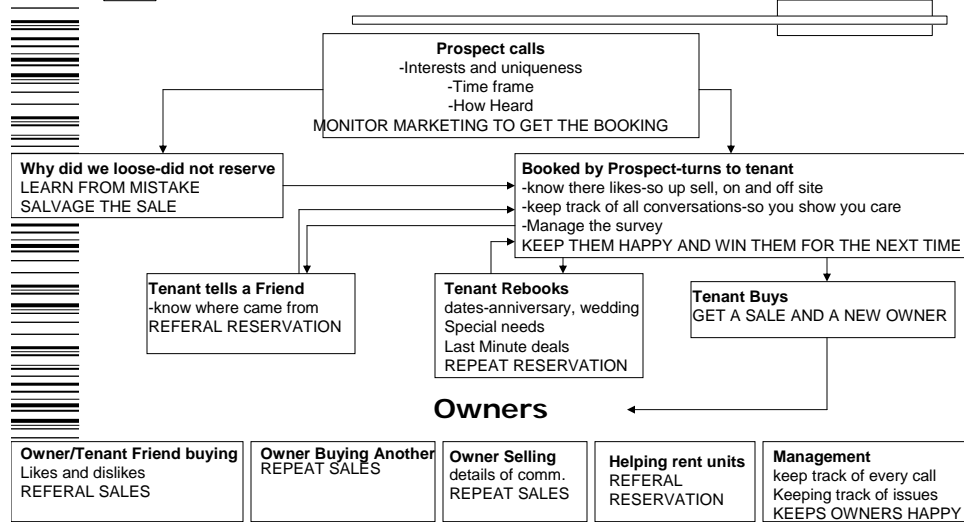 Prospect calls
-Interests and uniqueness
-Time frame
-How Heard
MONITOR MARKETING TO GET THE BOOKING
Why did we loose-did not reserve
LEARN FROM MISTAKE
SALVAGE THE SALE
Booked by Prospect-turns to tenant
-know there likes-so up sell, on and off site
-keep track of all conversations-so you show you care
-Manage the survey
KEEP THEM HAPPY AND WIN THEM FOR THE NEXT TIME
Tenant tells a Friend
-know where came from
REFERAL RESERVATION
Tenant Rebooks
dates-anniversary, wedding
Special needs
Last Minute deals
REPEAT RESERVATION
Tenant Buys
GET A SALE AND A NEW OWNER
Owners
Owner/Tenant Friend buying
Likes and dislikes
REFERAL SALES
Owner Buying Another
REPEAT SALES
Owner Selling
details of comm.
REPEAT SALES
Helping rent units
REFERAL
RESERVATION
Management
keep track of every call
Keeping track of issues
KEEPS OWNERS HAPPY